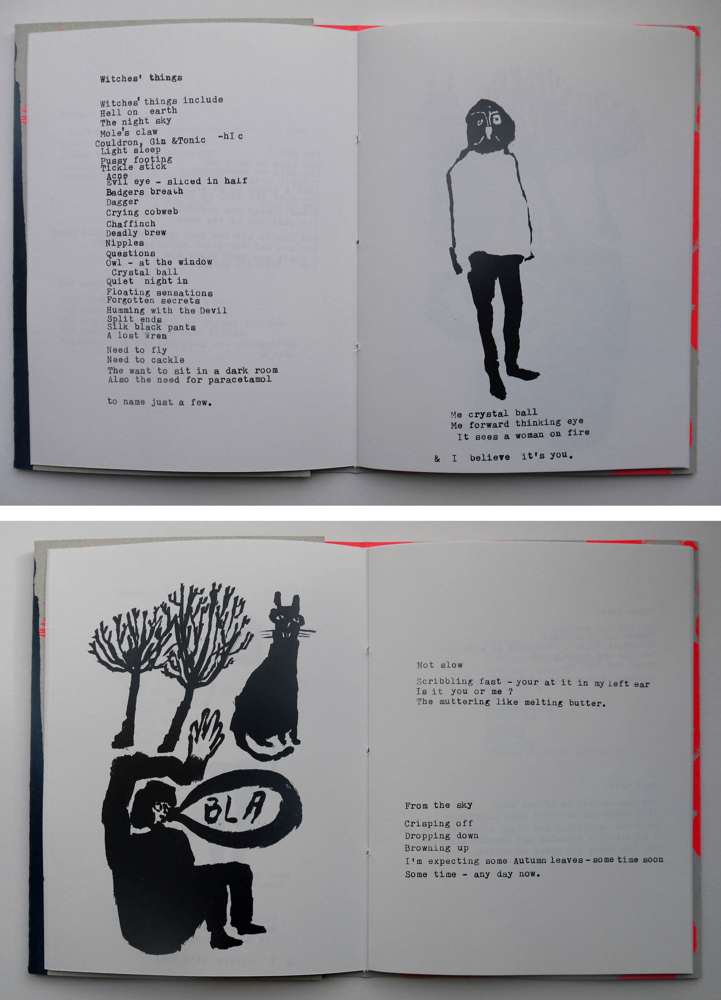 Witches' things
Witches' things include
Hell on earth
The night sky
Mole's claw
Couldron, Gin &Tonic -hI c
Light sleep
Pussy footing
Tickle stick
Acne
Evil eye - sliced in half
Badgers breath
Dagger
Crying cobweb
Chaffinch
Deadly brew
Nipples
Questions
Owl - at the window
Crystal ball
Quiet night in
Floating sensations
Forgotten secrets
Humming with the Devil
Split ends
Silk black pants
A lost Wren
Need to fly
Need to cackle
The want to sit in a dark room
Also the need for paracetamol
to name just a few.
Me crystal ball
Me forward thinking eye
It sees a woman on fire
& I believe it's you.
BLA
Not slow
Scribbling fast - your at it in my left ear
Is it you or me ?
The muttering like melting butter.
From the sky
Crisping off
Dropping down
Browning up
I'm expecting some Autumn leaves - some time soon
Some time - any day now.